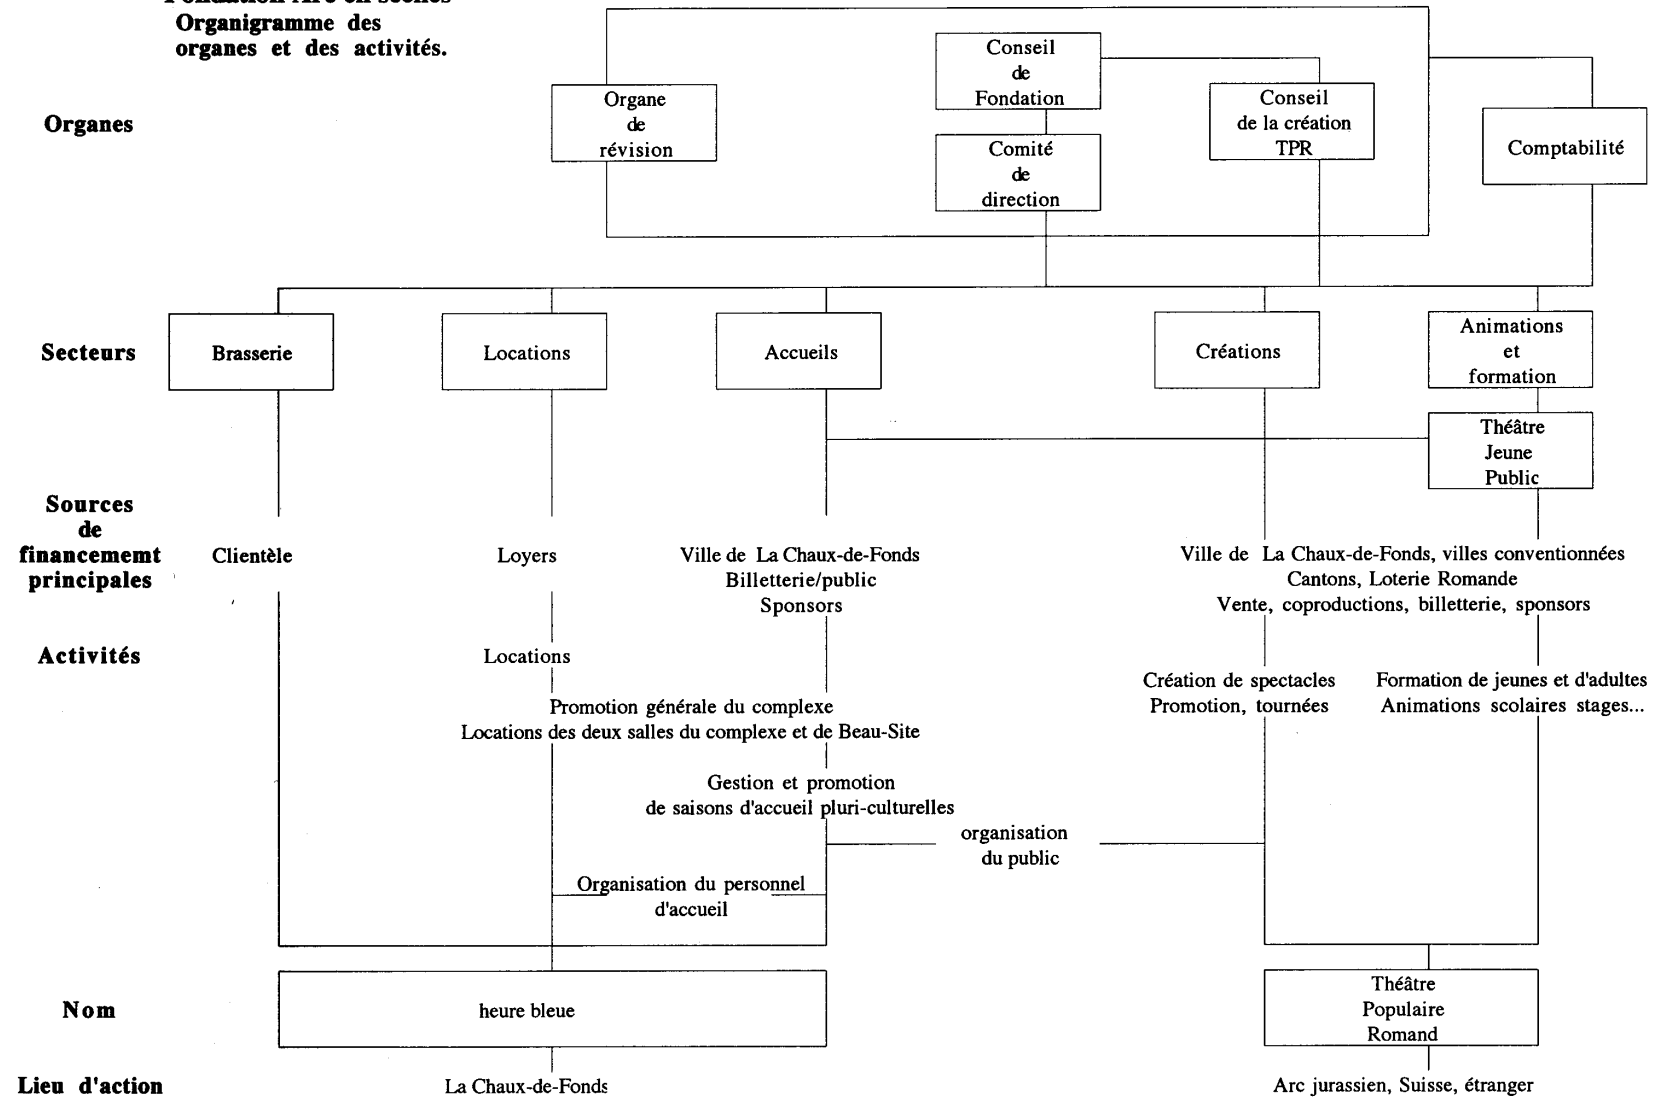 Fondation Arc en scènes
Organigramme des
organes et des activités.
Organes
Organe
de
révision
Conseil
de
Fondation
Comité
de
direction
Conseil
de la création
TPR
Comptabilité
Secteurs
Brasserie
Locations
Accueils
Créations
Animations
et
formation
Théâtre
Jeune
Public
Sources
de
financememt
principales
Clientèle
Loyers
Ville de La Chaux-de-Fonds
Billetterie/public
Sponsors
Ville de La Chaux-de-Fonds, villes conventionnées
Cantons, Loterie Romande
Vente, coproductions, billetterie, sponsors
Activités
Locations
Promotion générale du complexe
Locations des deux salles du complexe et de Beau-Site
Gestion et promotion
de saisons d'accueil pluri-culturelles
organisation
du public
Organisation du personnel
d'accueil
Création de spectacles
Promotion, tournées
Formation de jeunes et d'adultes
Animations scolaires stages...
Nom
heure bleue
Théâtre
Populaire
Romand
Lieu d'action
La Chaux-de-Fonds
Arc jurassien, Suisse, étranger